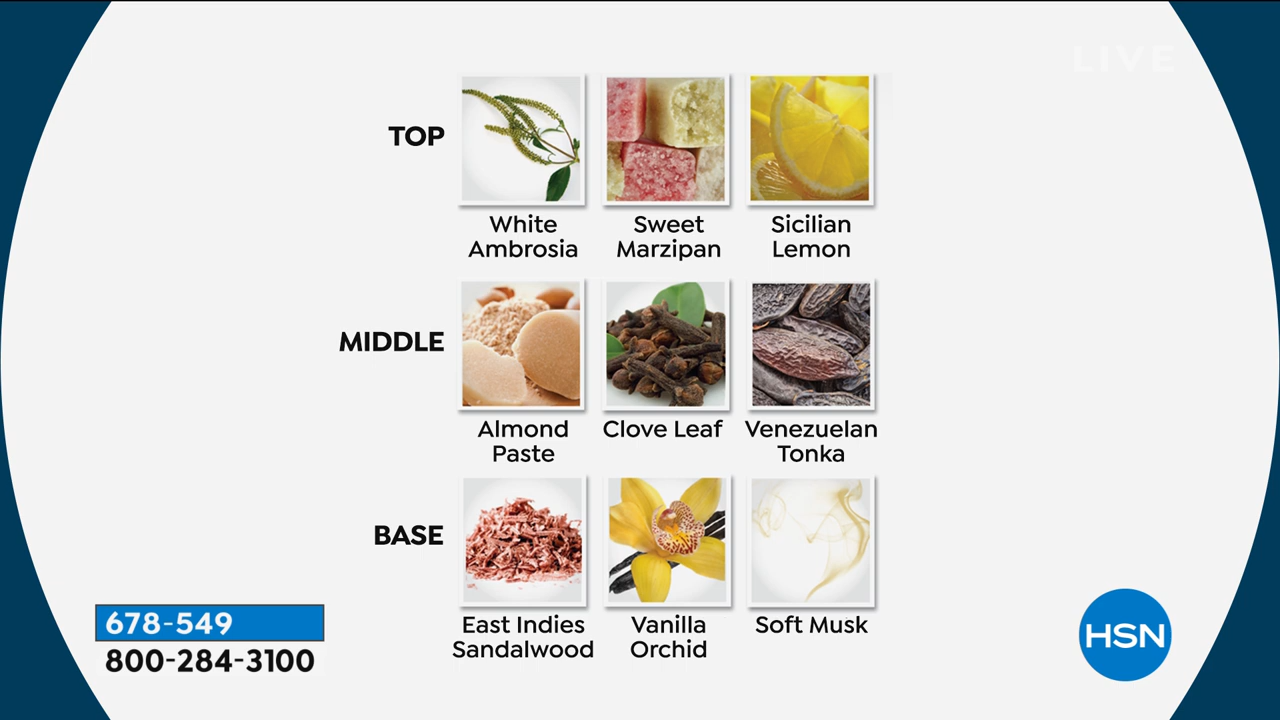 LIVE
TOP
White
Ambrosia
Sweet
Marzipan
Sicilian
Lemon
MIDDLE
Almond
Paste
Clove Leaf
Venezuelan
Tonka
BASE
East Indies
Sandalwood
Vanilla
Orchid
Soft Musk
678-549
800-284-3100
HSN